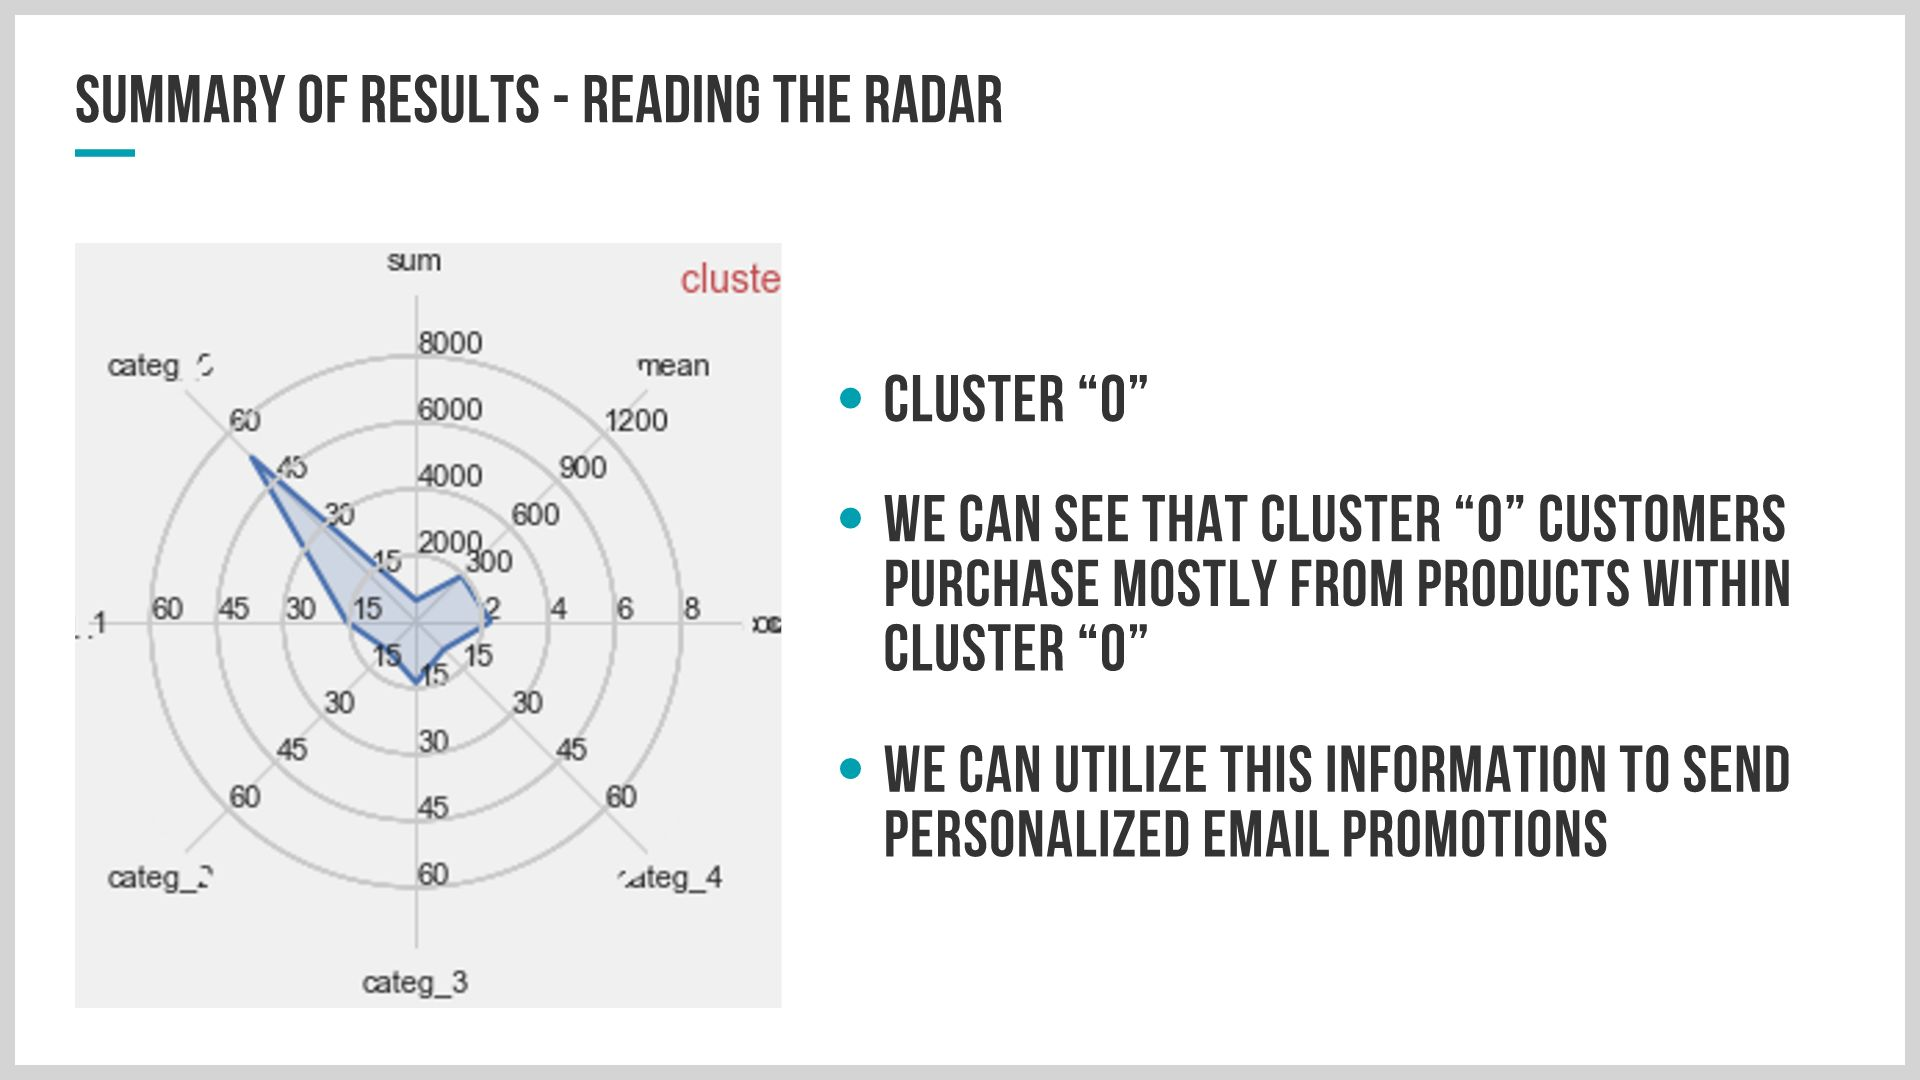 SUMMARY OF RESULTS - READING THE RADAR
sum
cluste
categ_
mean
8000
60
6000
1200
45
4000
900
30
600
2000
15
300
60 45 30 15 2 4 6 8
1
15 15
15
30 30
30
45 45
45
60 60
60
categ_2
categ_4
categ_3
CLUSTER “0”
WE CAN SEE THAT CLUSTER “0” CUSTOMERS
PURCHASE MOSTLY FROM PRODUCTS WITHIN
CLUSTER “0”
WE CAN UTILIZE THIS INFORMATION TO SEND
PERSONALIZED EMAIL PROMOTIONS